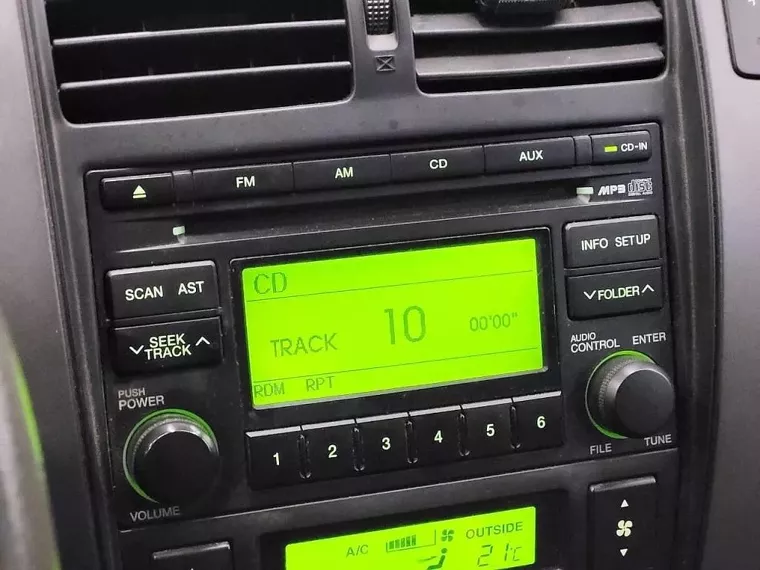 FM AM CD AUX CD-IN
MP3 disc
INFO SETUP
SCAN AST
FOLDER
SEEK
TRACK
CD
TRACK 10 00'00"
RDM RPT
AUDIO
CONTROL ENTER
PUSH
POWER
1 2 3 4 5 6
FILE TUNE
VOLUME
A/C OUTSIDE
21°C